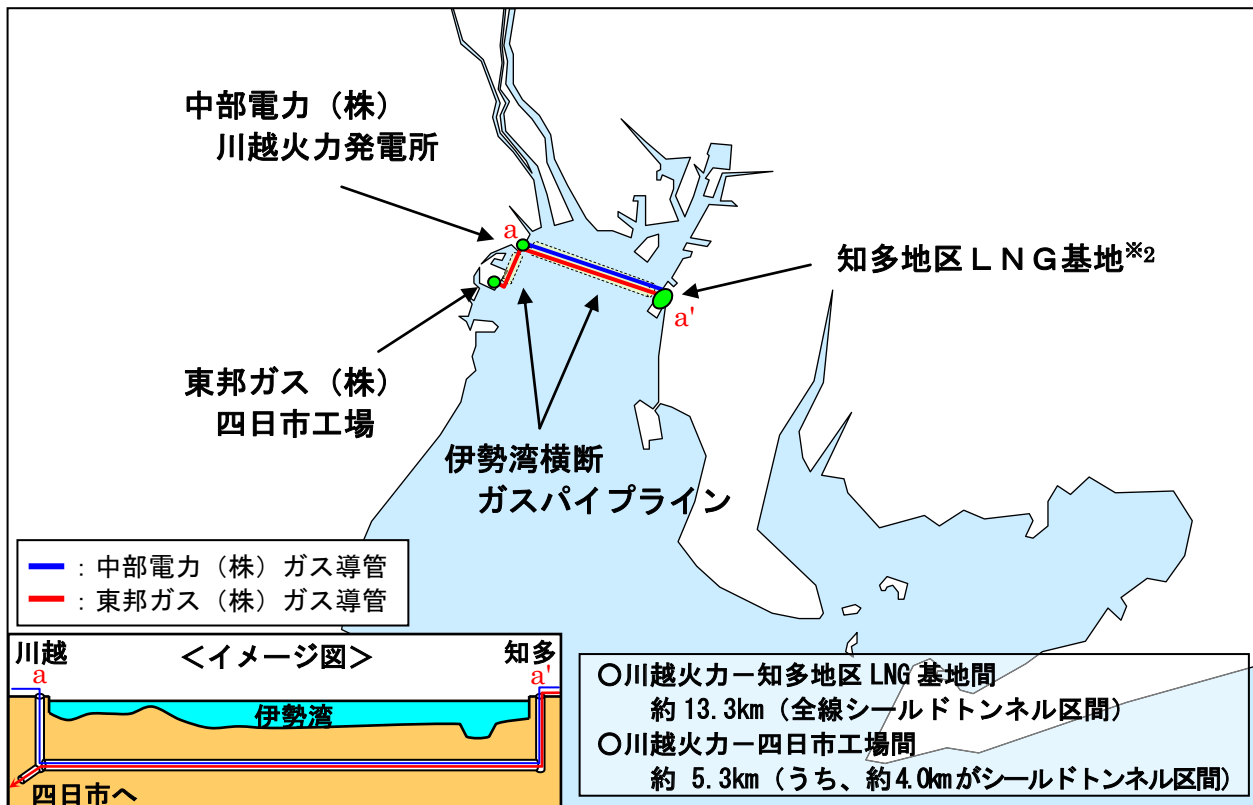 中部電力（株）
川越火力発電所
a
知多地区ＬＮＧ基地※2
a'
東邦ガス（株）
四日市工場
伊勢湾横断
ガスパイプライン
：中部電力（株）ガス導管
：東邦ガス（株）ガス導管
川越 ＜イメージ図＞ 知多
a a'
伊勢湾
四日市へ
○川越火力－知多地区 LNG 基地間
約 13.3km（全線シールドトンネル区間）
○川越火力－四日市工場間
約 5.3km（うち、約4.0kmがシールドトンネル区間）